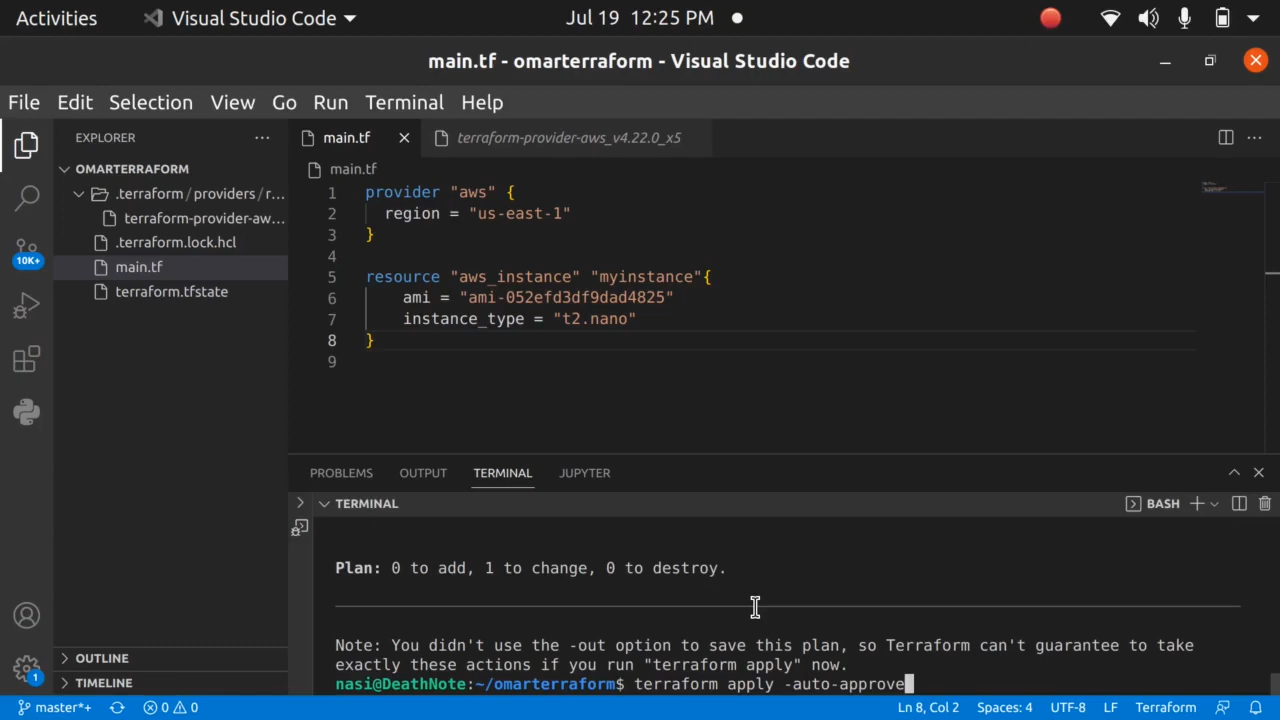 Activities
Visual Studio Code
Jul 19 12:25 PM
main.tf - omarterraform - Visual Studio Code
File Edit Selection View Go Run Terminal Help
EXPLORER
main.tf
terraform-provider-aws_v4.22.0_x5
OMARTERRAFORM
main.tf
.terraform / providers / r...
terraform-provider-aw...
.terraform.lock.hcl
main.tf
terraform.tfstate
10K+
1 provider "aws" {
2 region = "us-east-1"
3 }
4
5 resource "aws_instance" "myinstance"{
6 ami = "ami-052efd3df9dad4825"
7 instance_type = "t2.nano"
8 }
9
PROBLEMS OUTPUT TERMINAL JUPYTER
TERMINAL
BASH
Plan: 0 to add, 1 to change, 0 to destroy.
Note: You didn't use the -out option to save this plan, so Terraform can't guarantee to take
exactly these actions if you run "terraform apply" now.
nasi@DeathNote:~/omarterraform$ terraform apply -auto-approve
OUTLINE
TIMELINE
1
master*+ 0 0 Ln 8, Col 2 Spaces: 4 UTF-8 LF Terraform